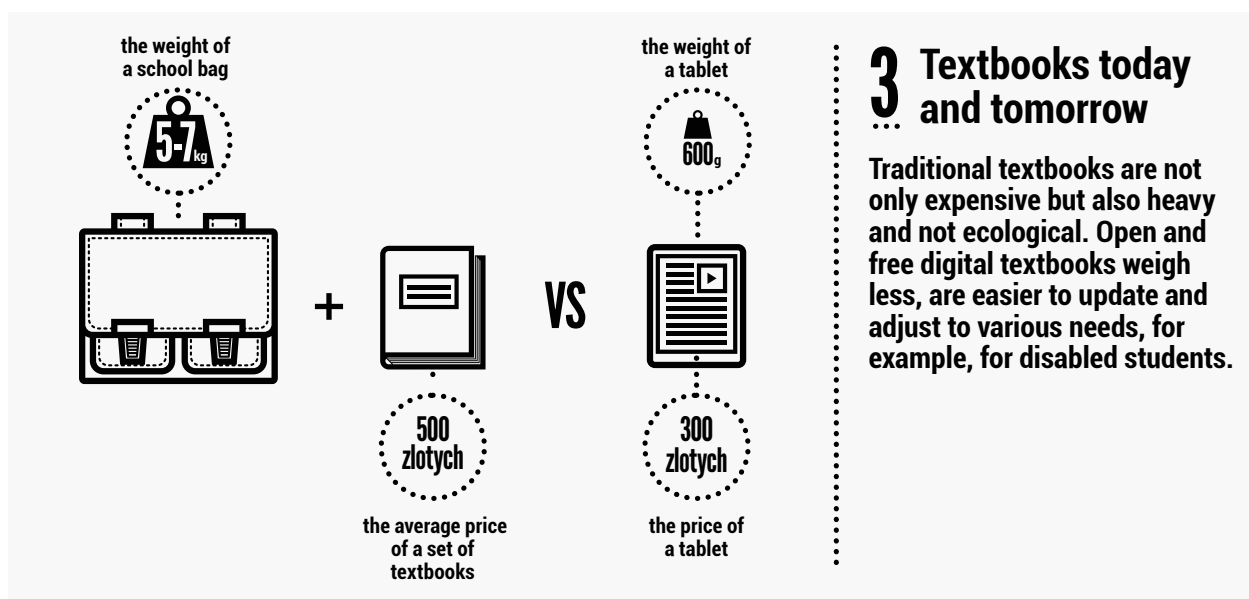 the weight of
a school bag
5-7kg
the weight of
a tablet
600g
+
VS
500
zlotych
the average price
of a set of
textbooks
300
zlotych
the price of
a tablet
3
Textbooks today
and tomorrow
Traditional textbooks are not
only expensive but also heavy
and not ecological. Open and
free digital textbooks weigh
less, are easier to update and
adjust to various needs, for
example, for disabled students.